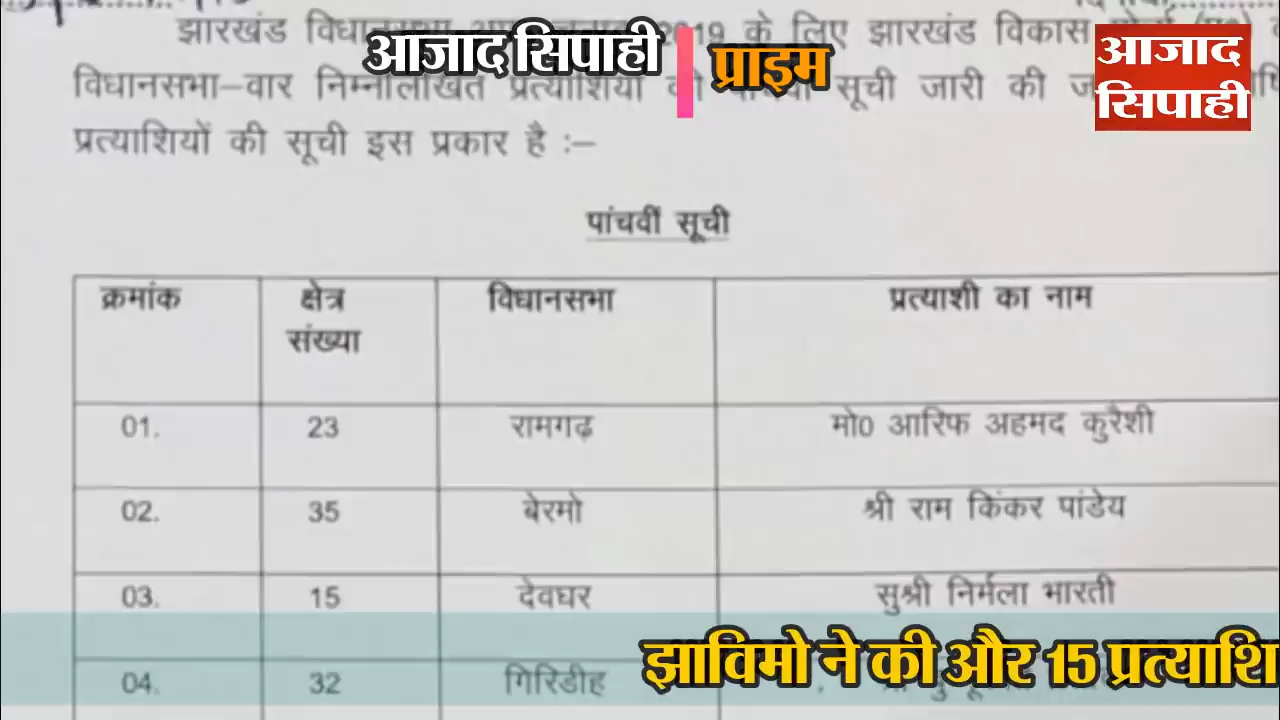 झारखंड विधानसभा 2019 के लिए झारखंड विकास
विधानसभा–वार निम्नलिखित प्रत्याशियों की पांचवी सूची जारी की
प्रत्याशियों की सूची इस प्रकार है :–
आजाद सिपाही प्राइम
आजाद
सिपाही
पांचवीं सूची
क्रमांक क्षेत्र संख्या विधानसभा प्रत्याशी का नाम
01. 23 रामगढ़ मो0 आरिफ अहमद कुरैशी
02. 35 बेरमो श्री राम किंकर पांडेय
03. 15 देवघर सुश्री निर्मला भारती
04. 32 गिरिडीह
झाविमो ने की और 15 प्रत्याशि